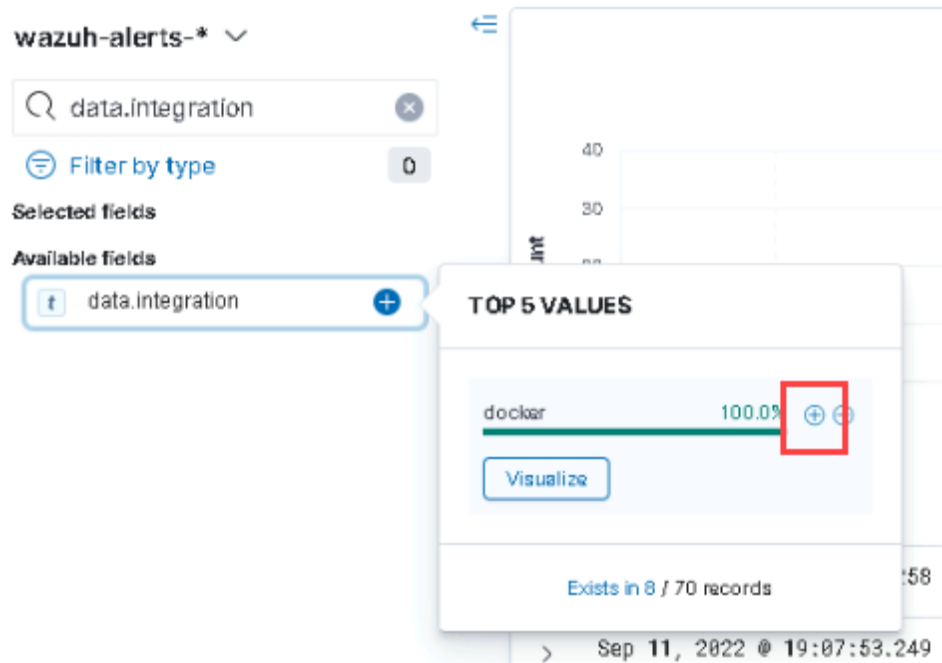 wazuh-alerts-*
data.integration
Filter by type 0
Selected fields
Available fields
t data.integration
40
30
TOP 5 VALUES
docker 100.0%
Visualize
Exists in 8 / 70 records
:58
Sep 11, 2022 @ 19:07:53.249